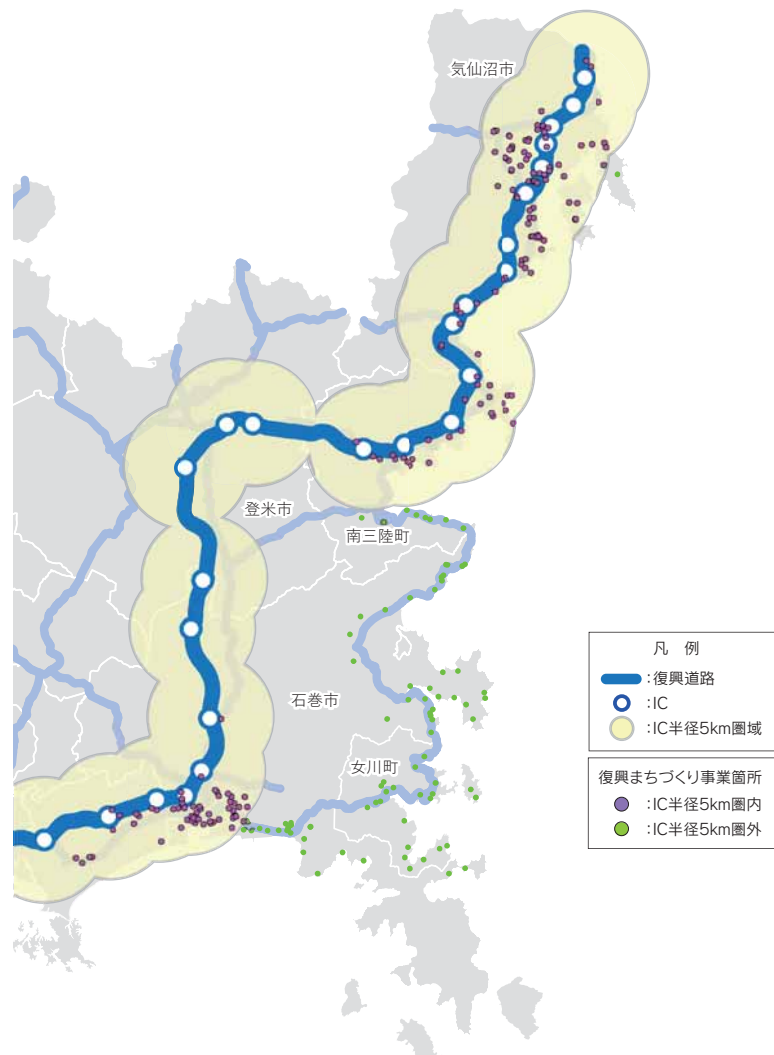 気仙沼市
登米市
南三陸町
石巻市
女川町
凡 例
:復興道路
:IC
:IC半径5km圏域
復興まちづくり事業箇所
:IC半径5km圏内
:IC半径5km圏外